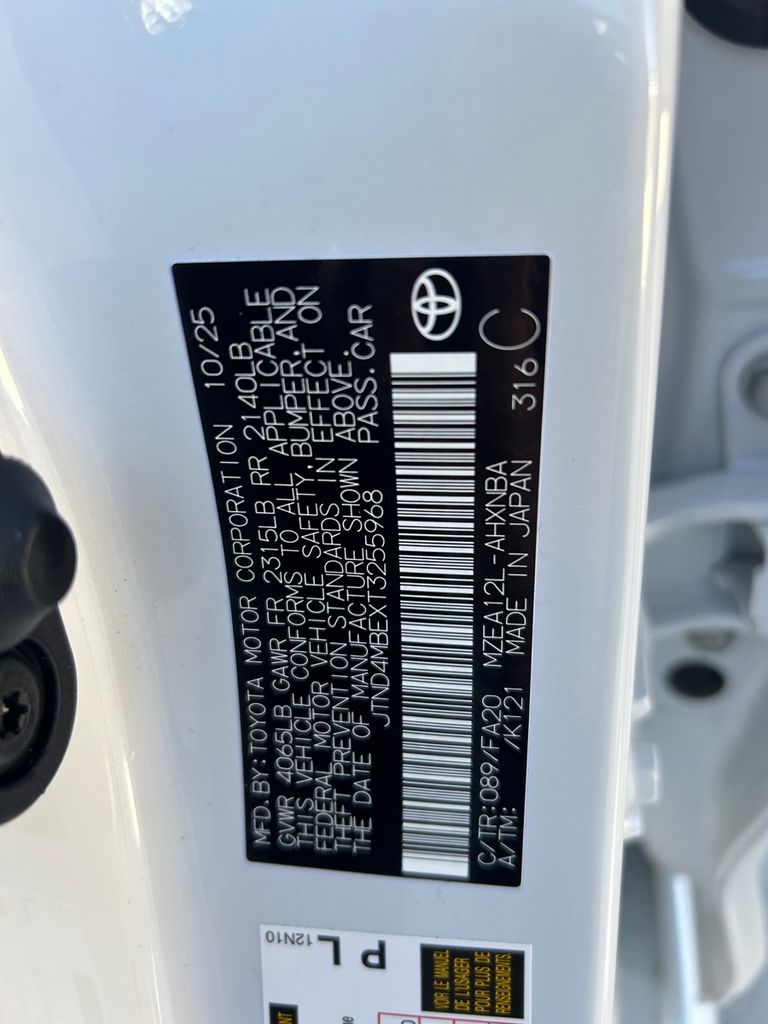 MFD. BY: TOYOTA MOTOR CORPORATION 10/25
GVWR 4065LB GAWR FR 2315LB RR 2140LB
THIS VEHICLE CONFORMS TO ALL APPLICABLE
FEDERAL MOTOR VEHICLE SAFETY, BUMPER, AND
THEFT PREVENTION STANDARDS IN EFFECT ON
THE DATE OF MANUFACTURE SHOWN ABOVE.
JTND4MBEXT3255968 PASS. CAR
C/TR: 089/FA20 MZEA12L-AHXNBA 316 C
A/TM: /K121 MADE IN JAPAN
12N10
P L
VOIR LE MANUEL
DE L'USAGER
POUR PLUS DE
RENSEIGNEMENTS